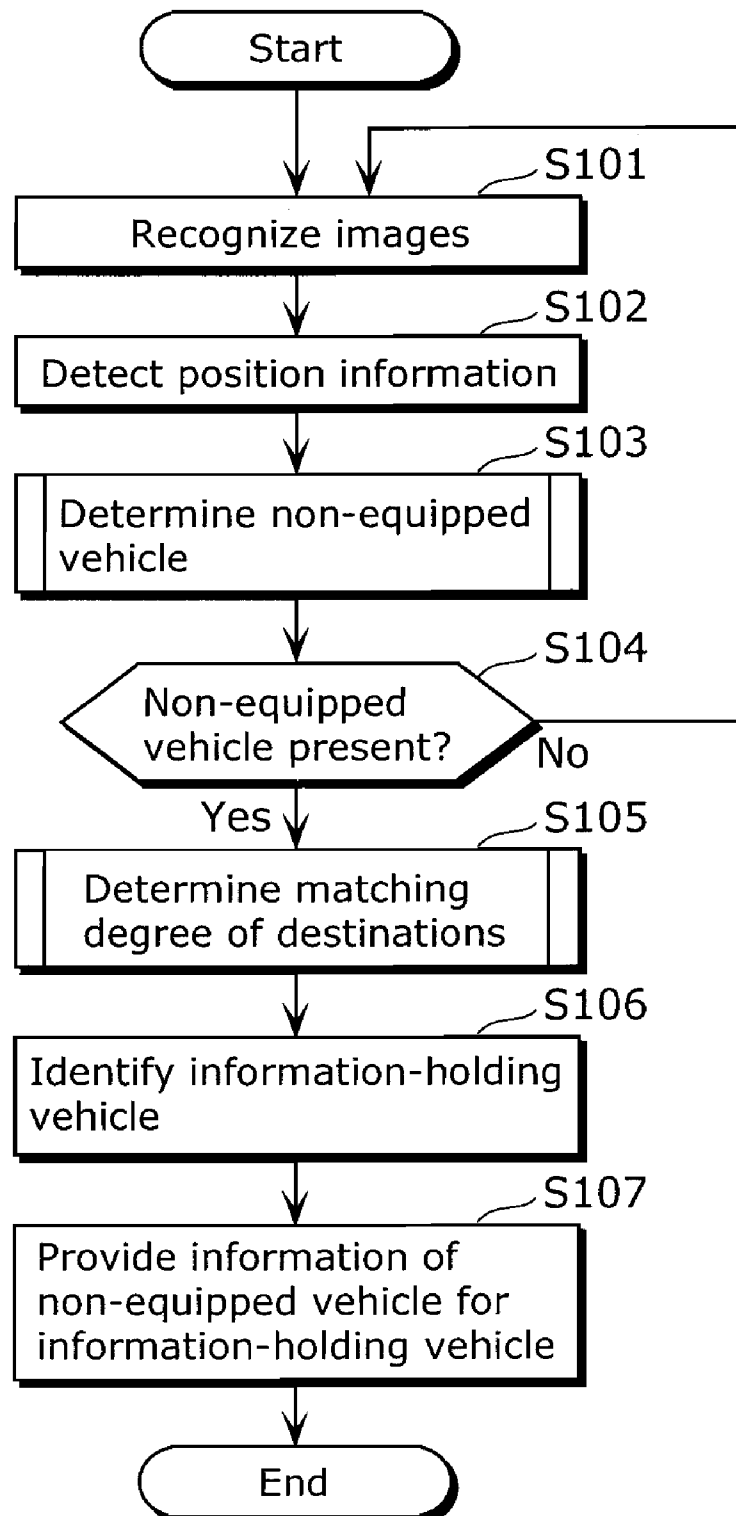 Start
S101
Recognize images
S102
Detect position information
S103
Determine non-equipped
vehicle
S104
Non-equipped
vehicle present?
No
Yes
S105
Determine matching
degree of destinations
S106
Identify information-holding
vehicle
S107
Provide information of
non-equipped vehicle for
information-holding vehicle
End